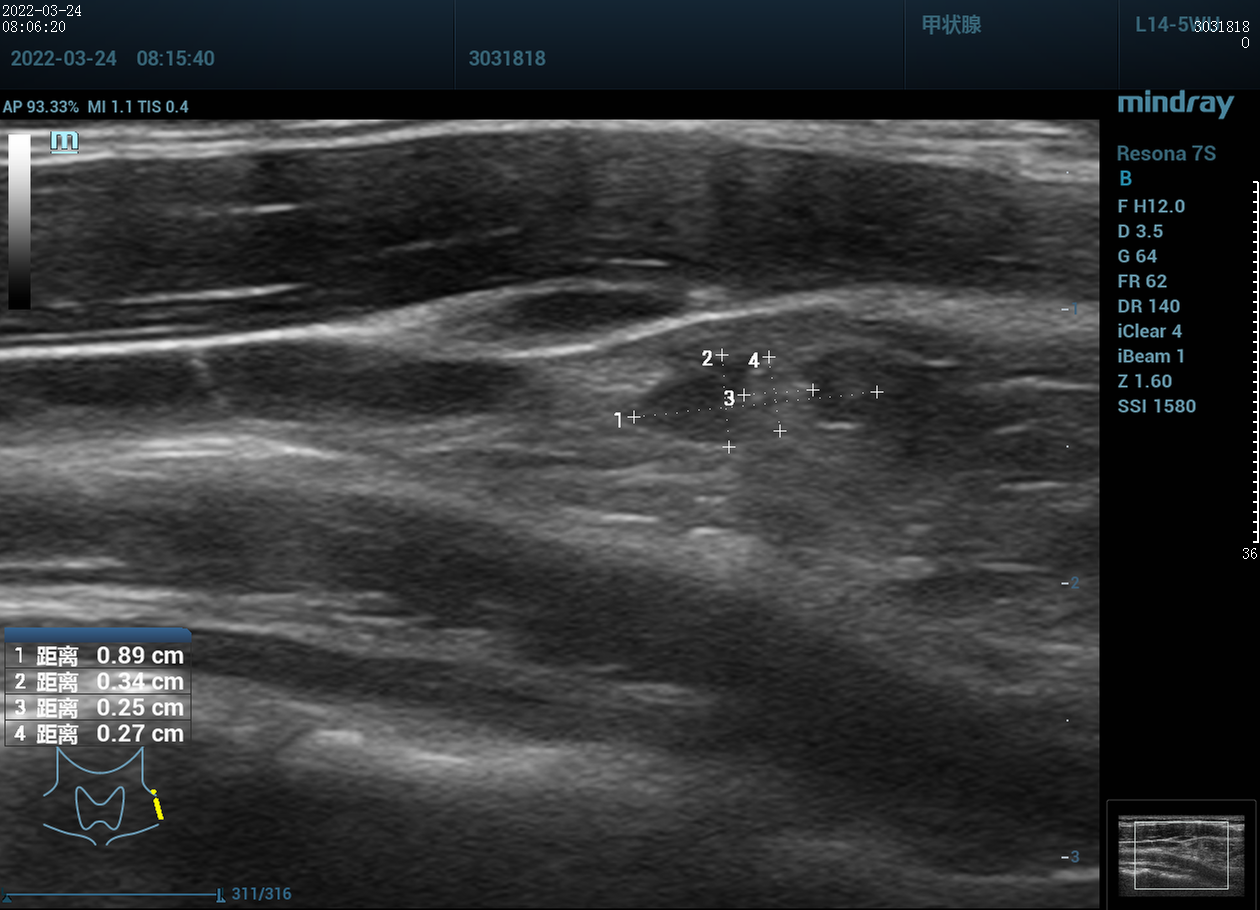 2022-03-24
08:06:20
2022-03-24 08:15:40
3031818
甲状腺
3031818
0
AP 93.33% MI 1.1 TIS 0.4
mindray
m
Resona 7S
B
F H12.0
D 3.5
G 64
FR 62
DR 140
iClear 4
iBeam 1
Z 1.60
SSI 1580
1
2
4
3
1
2
3
36
1 距离 0.89 cm
2 距离 0.34 cm
3 距离 0.25 cm
4 距离 0.27 cm
311/316